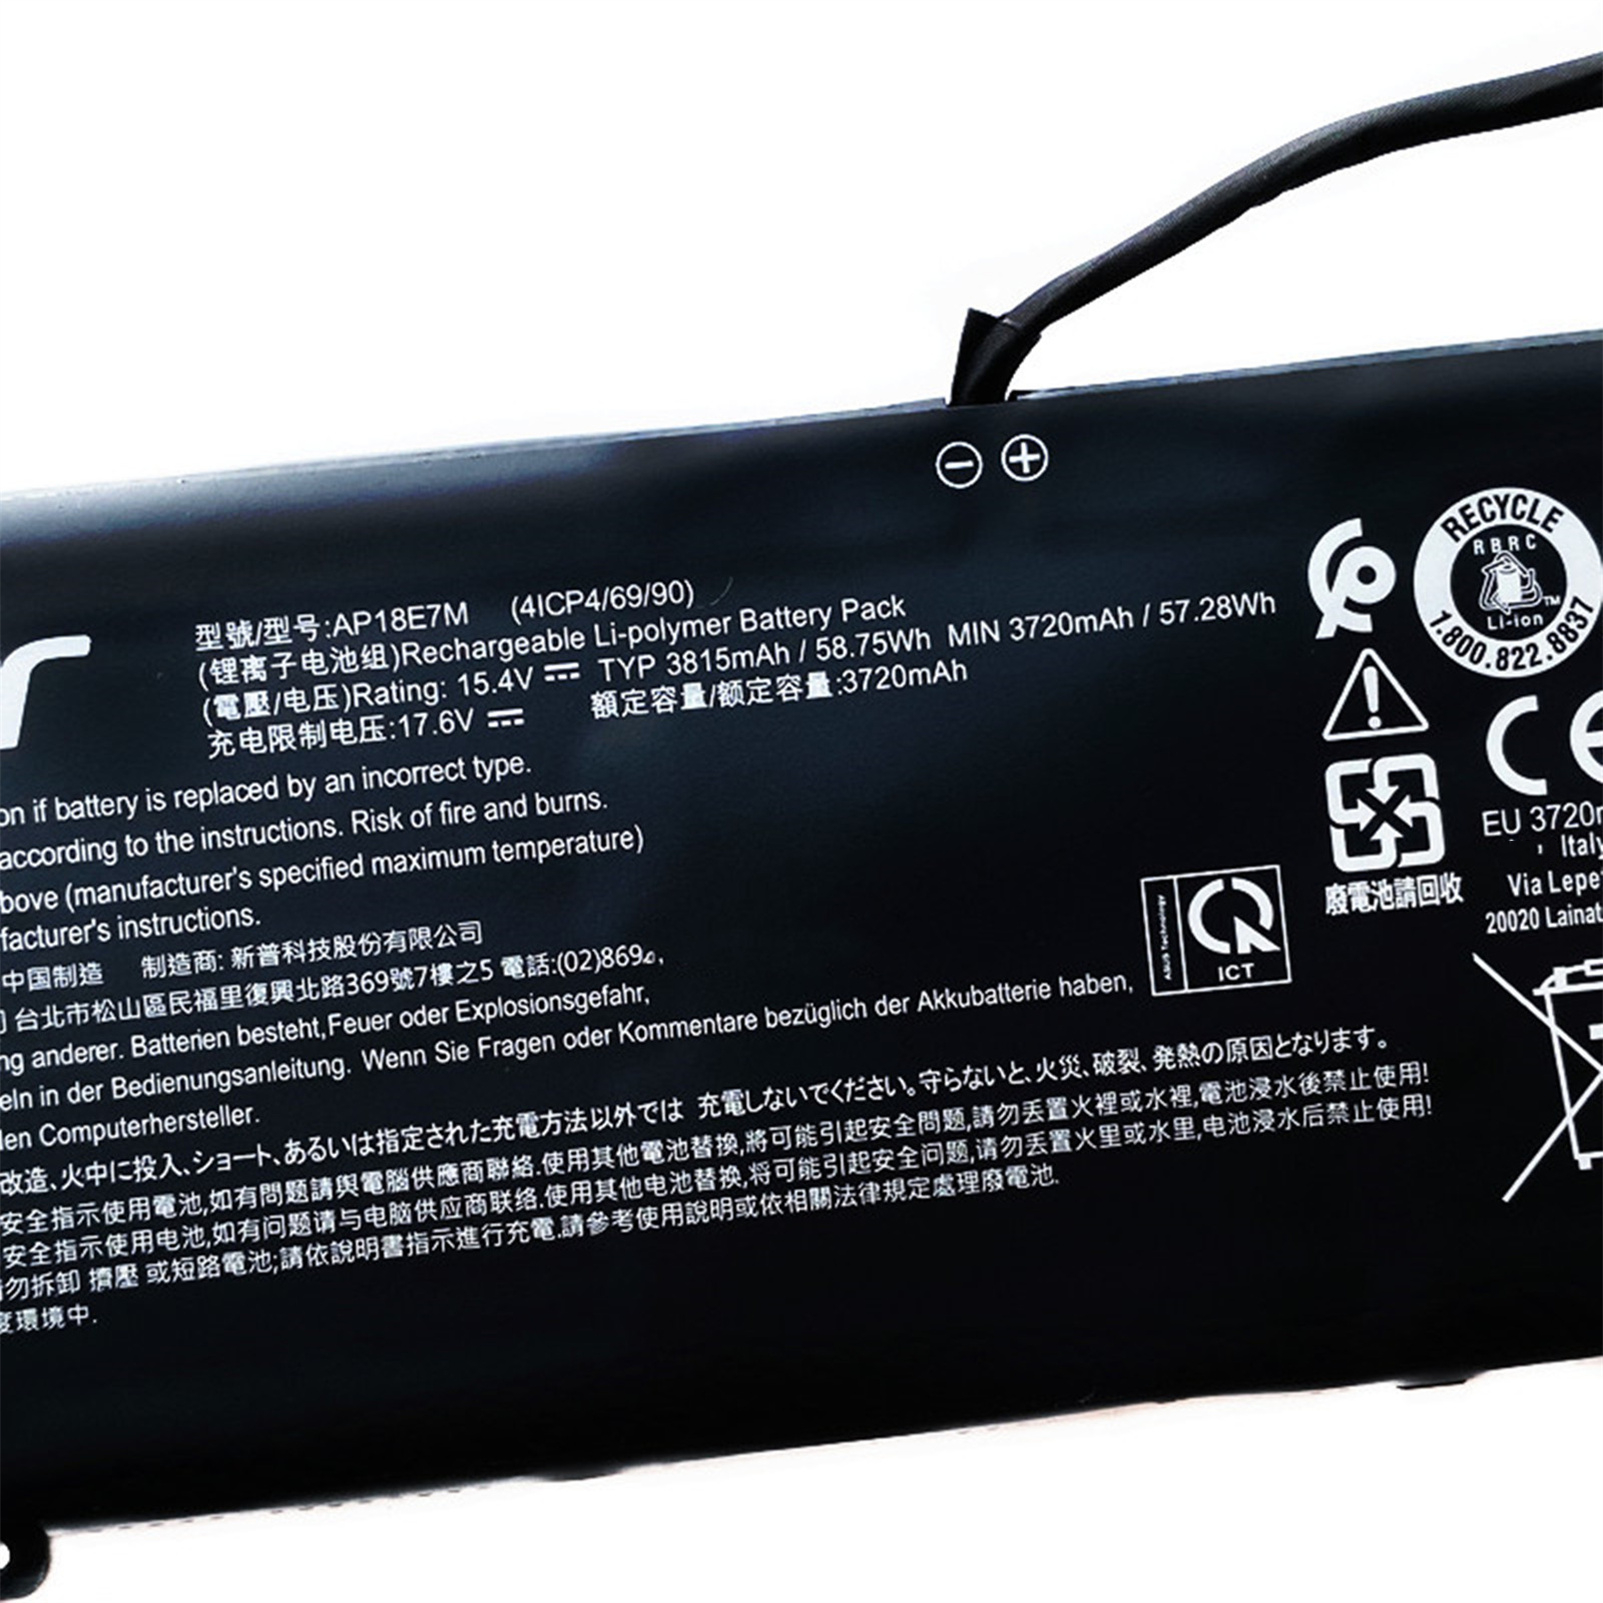 r
型號/型号:AP18E7M (4ICP4/69/90)
(锂离子电池组)Rechargeable Li-polymer Battery Pack
(電壓/电压)Rating: 15.4V TYP 3815mAh / 58.75Wh MIN 3720mAh / 57.28Wh
充电限制电压:17.6V 額定容量/额定容量:3720mAh
on if battery is replaced by an incorrect type.
according to the instructions. Risk of fire and burns.
bove (manufacturer's specified maximum temperature)
facturer's instructions.
中国制造 制造商: 新普科技股份有限公司
台北市松山區民福里復興北路369號7樓之5 電話:(02)869
ng anderer. Batterien besteht,Feuer oder Explosionsgefahr,
eln in der Bedienungsanleitung. Wenn Sie Fragen oder Kommentare bezüglich der Akkubatterie haben,
den Computerhersteller.
改造、火中に投入、ショート、あるいは指定された充電方法以外では 充電しないでください。守らないと、火災、破裂、発熱の原因となります。
安全指示使用電池,如有問題請與電腦供應商聯絡.使用其他電池替換,將可能引起安全問題,請勿丟置火裡或水裡,電池浸水後禁止使用!
安全指示使用电池,如有问题请与电脑供应商联络.使用其他电池替换,将可能引起安全问题,请勿丢置火里或水里,电池浸水后禁止使用!
勿拆卸 擠壓 或短路電池;請依說明書指示進行充電.請參考使用說明或依相關法律規定處理廢電池.
度環境中.
ASUS Technology
ICT
RECYCLE
RBRC
Li-ion
TM
1.800.822.8837
廢電池請回收
CE
EU 3720m
Italy
Via Lepe
20020 Lainat